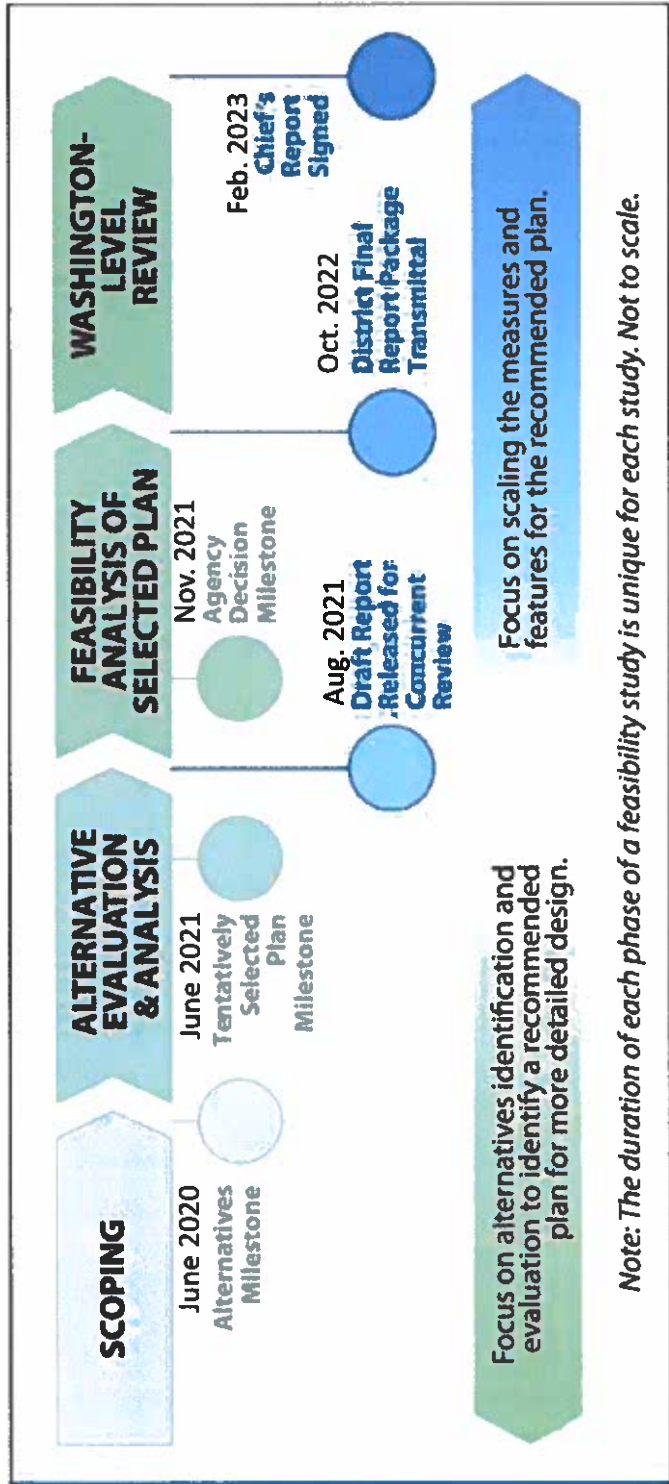 SCOPING
ALTERNATIVE
EVALUATION
& ANALYSIS
FEASIBILITY
ANALYSIS OF
SELECTED PLAN
WASHINGTON-
LEVEL
REVIEW
June 2020
Alternatives
Milestone
June 2021
Tentatively
Selected
Plan
Milestone
Nov. 2021
Agency
Decision
Milestone
Aug. 2021
Draft Report
Released for
Concurrent
Review
Oct. 2022
District Final
Report Package
Transmittal
Feb. 2023
Chief's
Report
Signed
Focus on alternatives identification and
evaluation to identify a recommended
plan for more detailed design.
Focus on scaling the measures and
features for the recommended plan.
Note: The duration of each phase of a feasibility study is unique for each study. Not to scale.